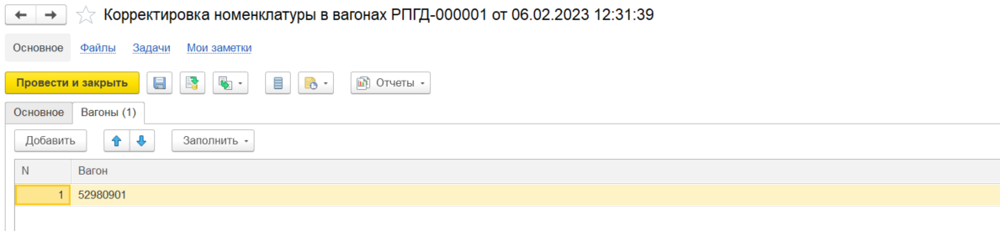 Корректировка номенклатуры в вагонах РПГД-000001 от 06.02.2023 12:31:39
Основное Файлы Задачи Мои заметки
Провести и закрыть Отчеты
Основное Вагоны (1)
Добавить Заполнить
N Вагон
1 52980901